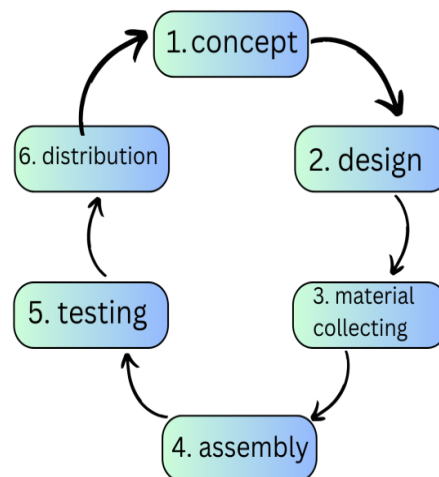 1. concept
2. design
3. material
collecting
4. assembly
5. testing
6. distribution